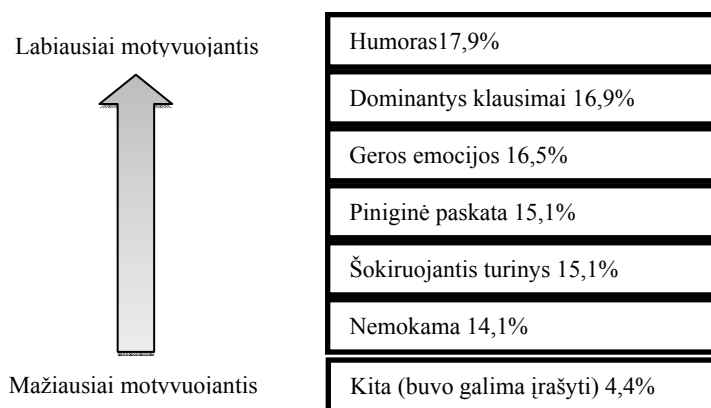 Labiausiai motyvuojantis
Humoras17,9%
Dominantys klausimai 16,9%
Geros emocijos 16,5%
Piniginė paskata 15,1%
Šokiruojantis turinys 15,1%
Nemokama 14,1%
Mažiausiai motyvuojantis
Kita (buvo galima įrašyti) 4,4%